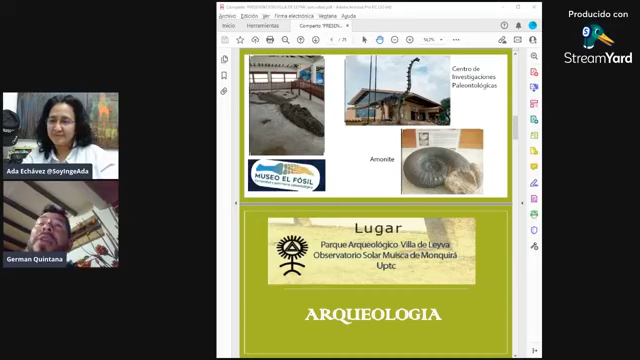 Producido con
StreamYard
Archivo Edición Ver Firma electrónica Ventana Ayuda
Inicio
Herramientas
Centro de
Investigaciones
Paleontológicas
MUSEO EL FÓSIL
Amonite
Lugar
Parque Arqueológico Villa de Leyva
Observatorio Solar Muisca de Monquirá
Uptc
ARQUEOLOGIA
Ada Echávez @SoyIngeAda
German Quintana